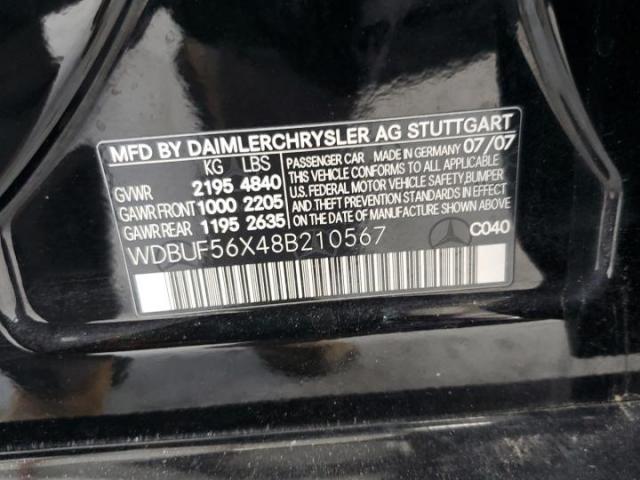 MFD BY DAIMLERCHRYSLER AG STUTTGART
KG LBS
GVWR 2195 4840
GAWR FRONT 1000 2205
GAWR REAR 1195 2635
PASSENGER CAR MADE IN GERMANY 07/07
THIS VEHICLE CONFORMS TO ALL APPLICABLE
U.S. FEDERAL MOTOR VEHICLE SAFETY, BUMPER
AND THEFT PREVENTION STANDARDS IN EFFECT
ON THE DATE OF MANUFACTURE SHOWN ABOVE.
WDBUF56X48B210567
C040